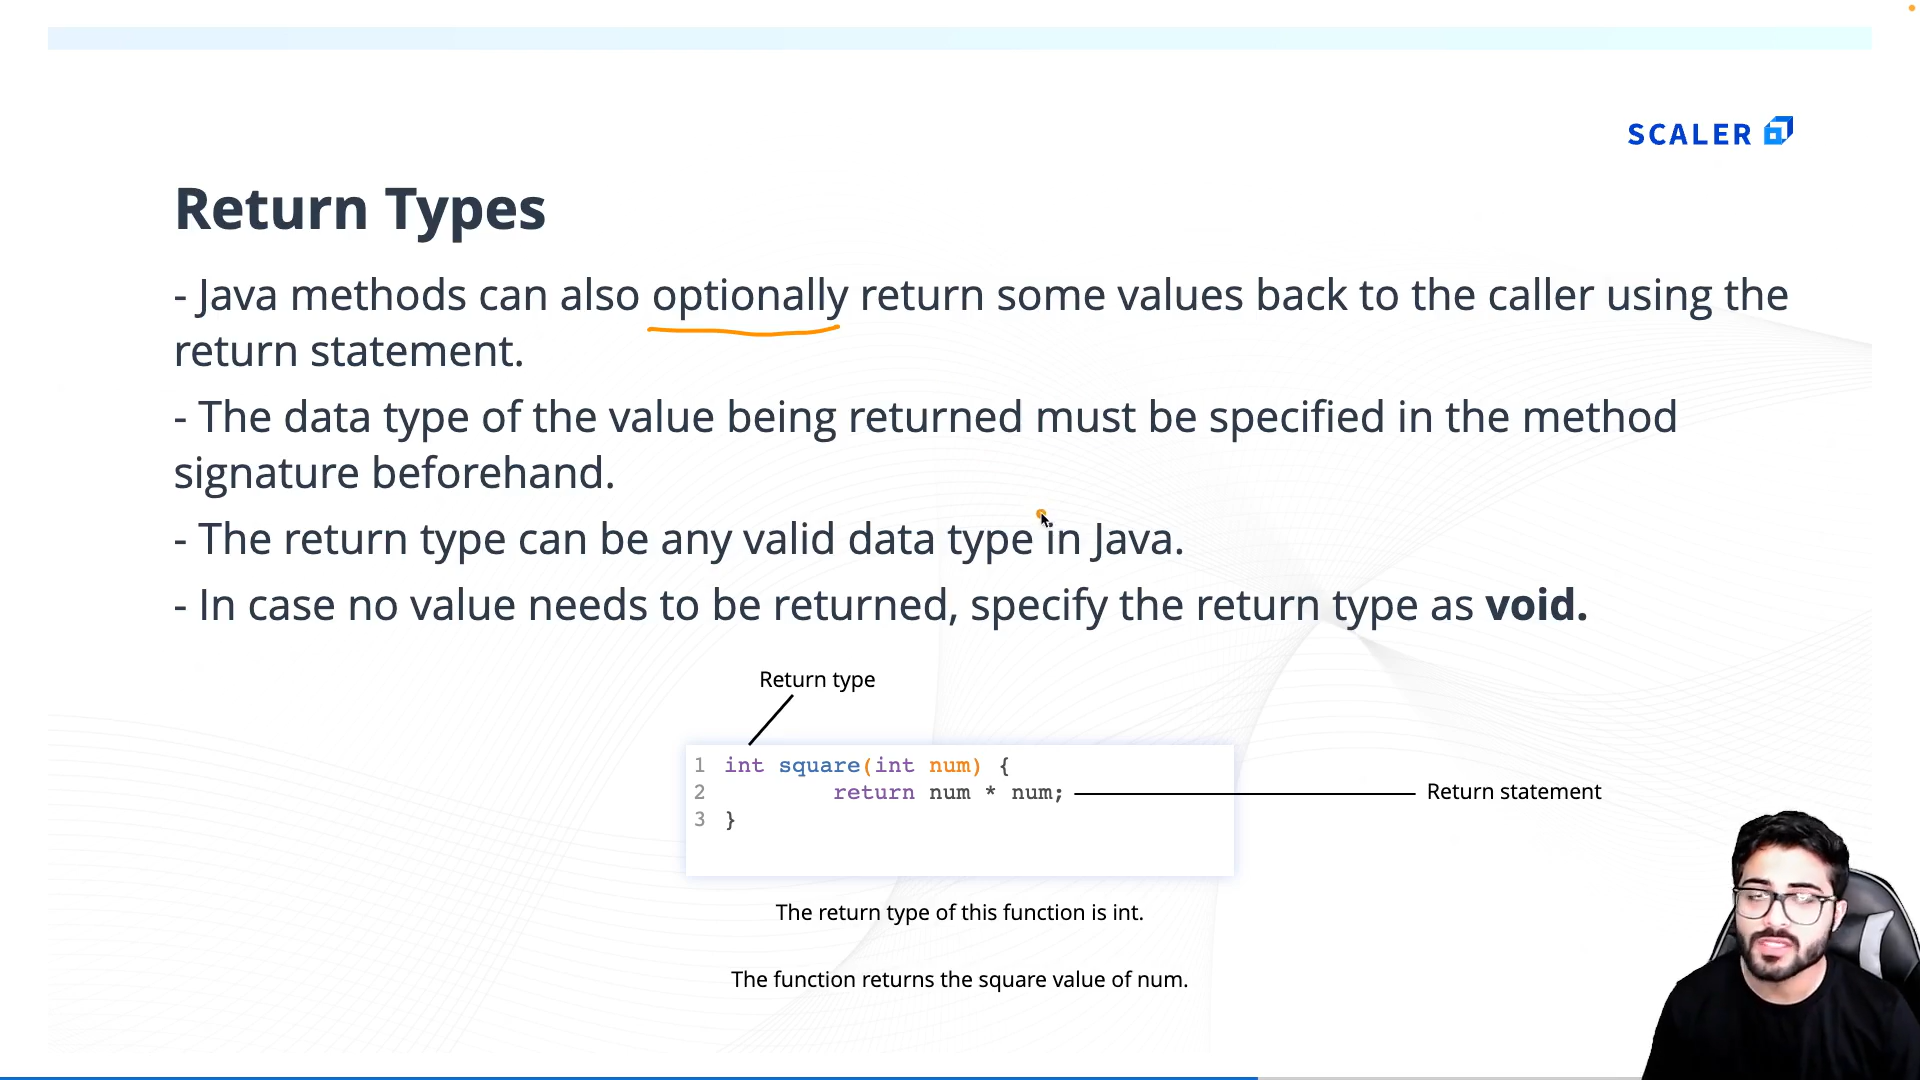 SCALER
Return Types
- Java methods can also optionally return some values back to the caller using the
return statement.
- The data type of the value being returned must be specified in the method
signature beforehand.
- The return type can be any valid data type in Java.
- In case no value needs to be returned, specify the return type as void.
Return type
1 int square(int num) {
2 return num * num;
Return statement
3 }
The return type of this function is int.
The function returns the square value of num.